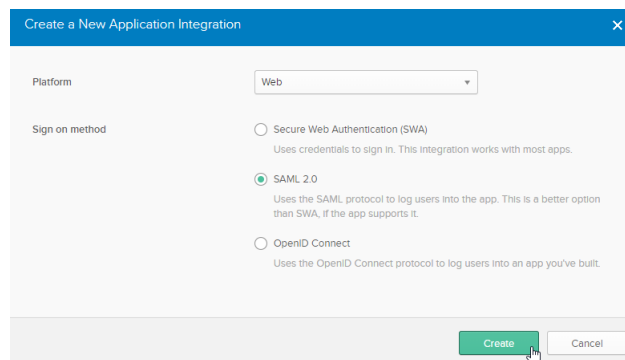 Create a New Application Integration
Platform
Web
Sign on method
Secure Web Authentication (SWA)
Uses credentials to sign in. This integration works with most apps.
SAML 2.0
Uses the SAML protocol to log users into the app. This is a better option
than SWA, if the app supports it.
OpenID Connect
Uses the OpenID Connect protocol to log users into an app you've built.
Create
Cancel